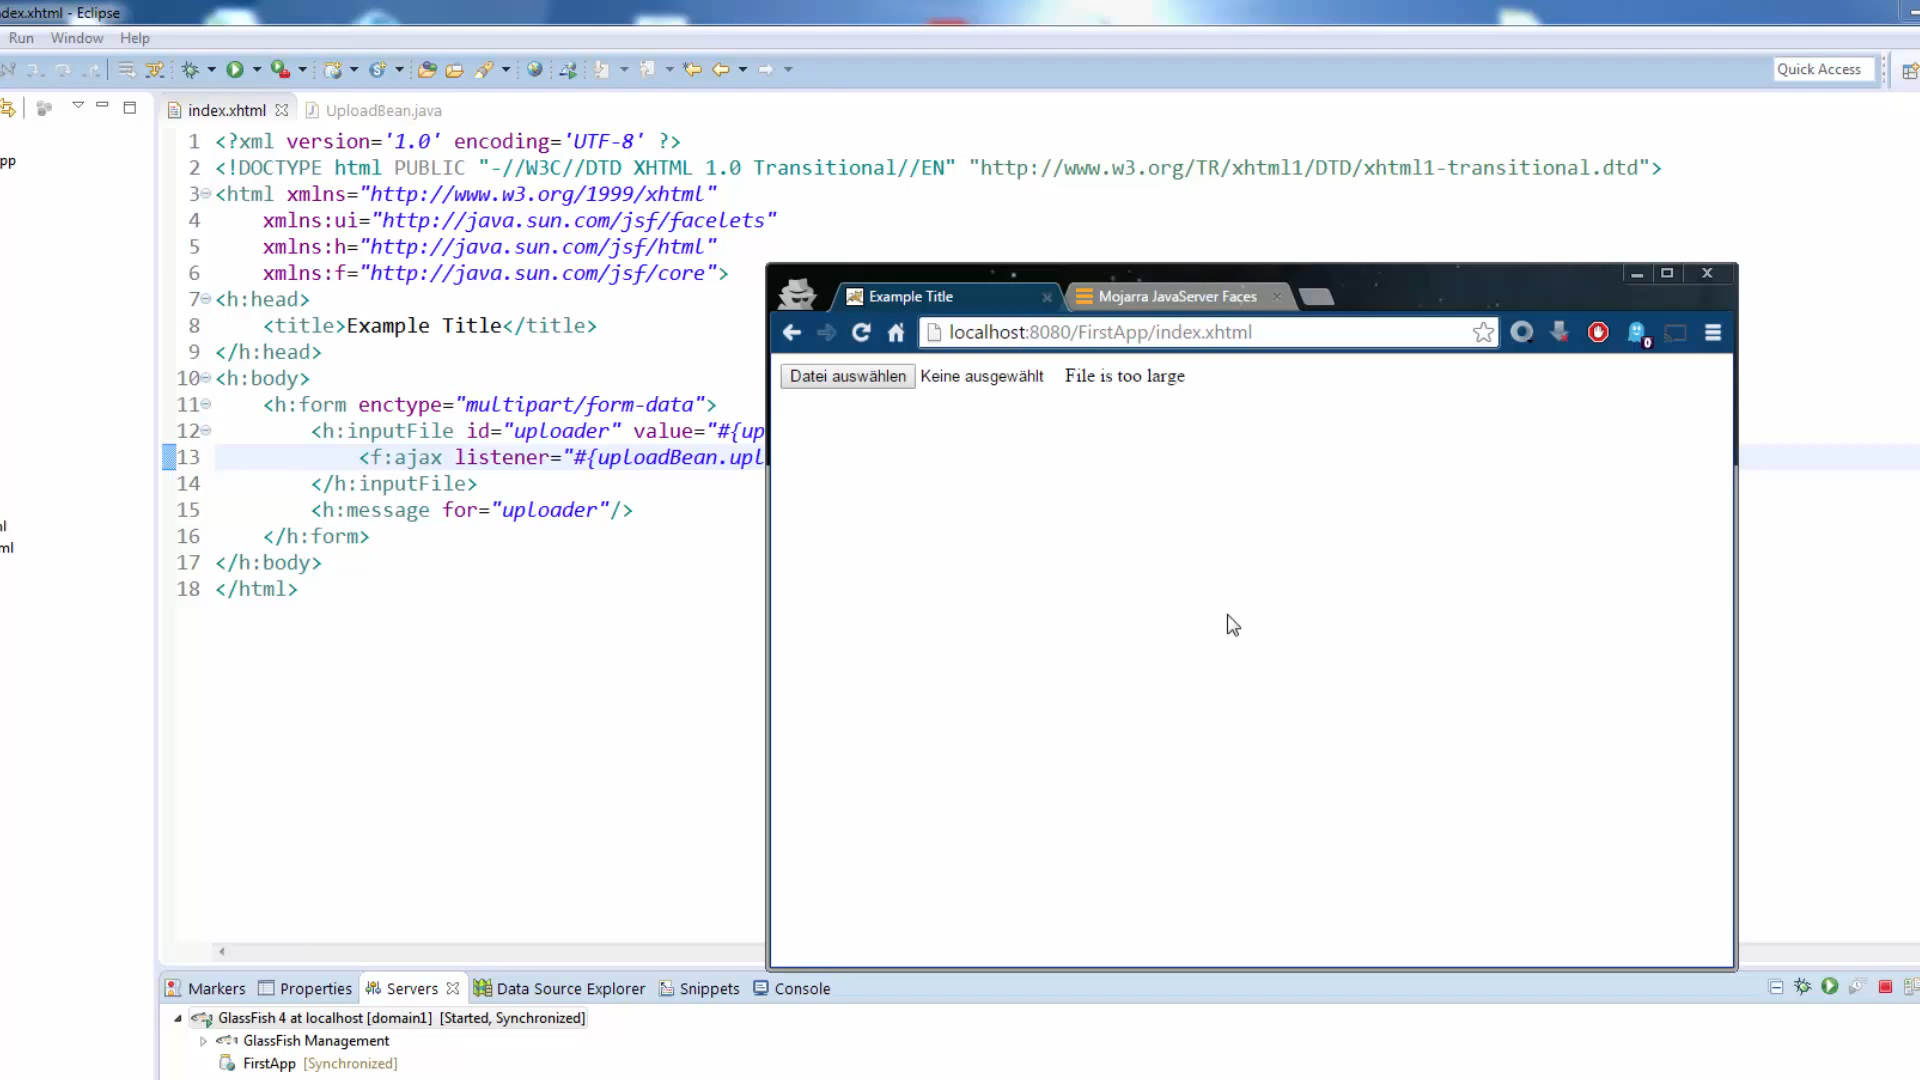 ndex.xhtml - Eclipse
Run Window Help
Quick Access
index.xhtml UploadBean.java
pp
ml
1 <?xml version='1.0' encoding='UTF-8' ?>
2 <!DOCTYPE html PUBLIC "-//W3C//DTD XHTML 1.0 Transitional//EN" "http://www.w3.org/TR/xhtml1/DTD/xhtml1-transitional.dtd">
3 <html xmlns="http://www.w3.org/1999/xhtml"
4 xmlns:ui="http://java.sun.com/jsf/facelets"
5 xmlns:h="http://java.sun.com/jsf/html"
6 xmlns:f="http://java.sun.com/jsf/core">
7 <h:head>
8 <title>Example Title</title>
9 </h:head>
10 <h:body>
11 <h:form enctype="multipart/form-data">
12 <h:inputFile id="uploader" value="#{up
13 <f:ajax listener="#{uploadBean.upl
14 </h:inputFile>
15 <h:message for="uploader"/>
16 </h:form>
17 </h:body>
18 </html>
Example Title Mojarra JavaServer Faces
localhost:8080/FirstApp/index.xhtml
0
Datei auswählen Keine ausgewählt File is too large
Markers Properties Servers Data Source Explorer Snippets Console
GlassFish 4 at localhost [domain1] [Started, Synchronized]
GlassFish Management
FirstApp [Synchronized]